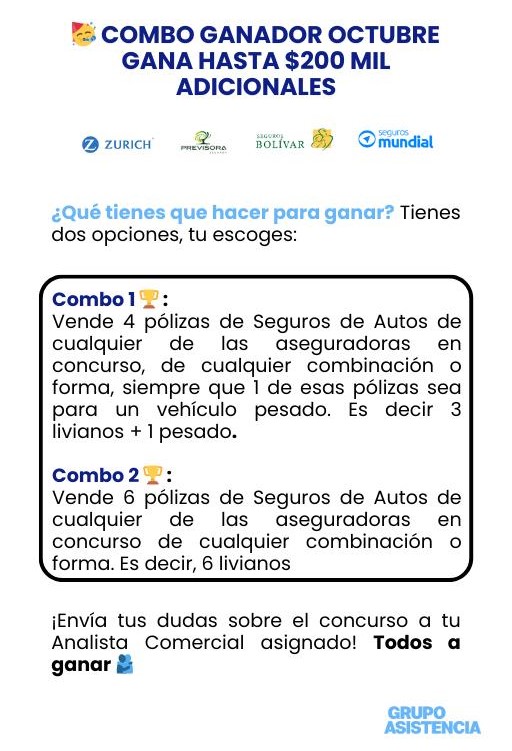 🥳 COMBO GANADOR OCTUBRE
GANA HASTA $200 MIL
ADICIONALES
ZURICH PREVISORA SEGUROS SEGUROS BOLÍVAR seguros mundial
¿Qué tienes que hacer para ganar? Tienes
dos opciones, tu escoges:
Combo 1🏆:
Vende 4 pólizas de Seguros de Autos de
cualquier de las aseguradoras en
concurso, de cualquier combinación o
forma, siempre que 1 de esas pólizas sea
para un vehículo pesado. Es decir 3
livianos + 1 pesado.
Combo 2🏆:
Vende 6 pólizas de Seguros de Autos de
cualquier de las aseguradoras en
concurso de cualquier combinación o
forma. Es decir, 6 livianos
¡Envía tus dudas sobre el concurso a tu
Analista Comercial asignado! Todos a
ganar 🫂
GRUPO
ASISTENCIA